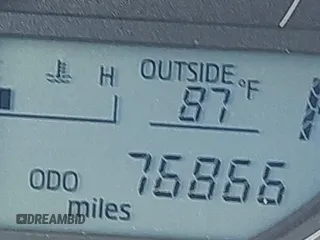 OUTSIDE
H 87 °F
ODO 76866
miles
DREAMBID